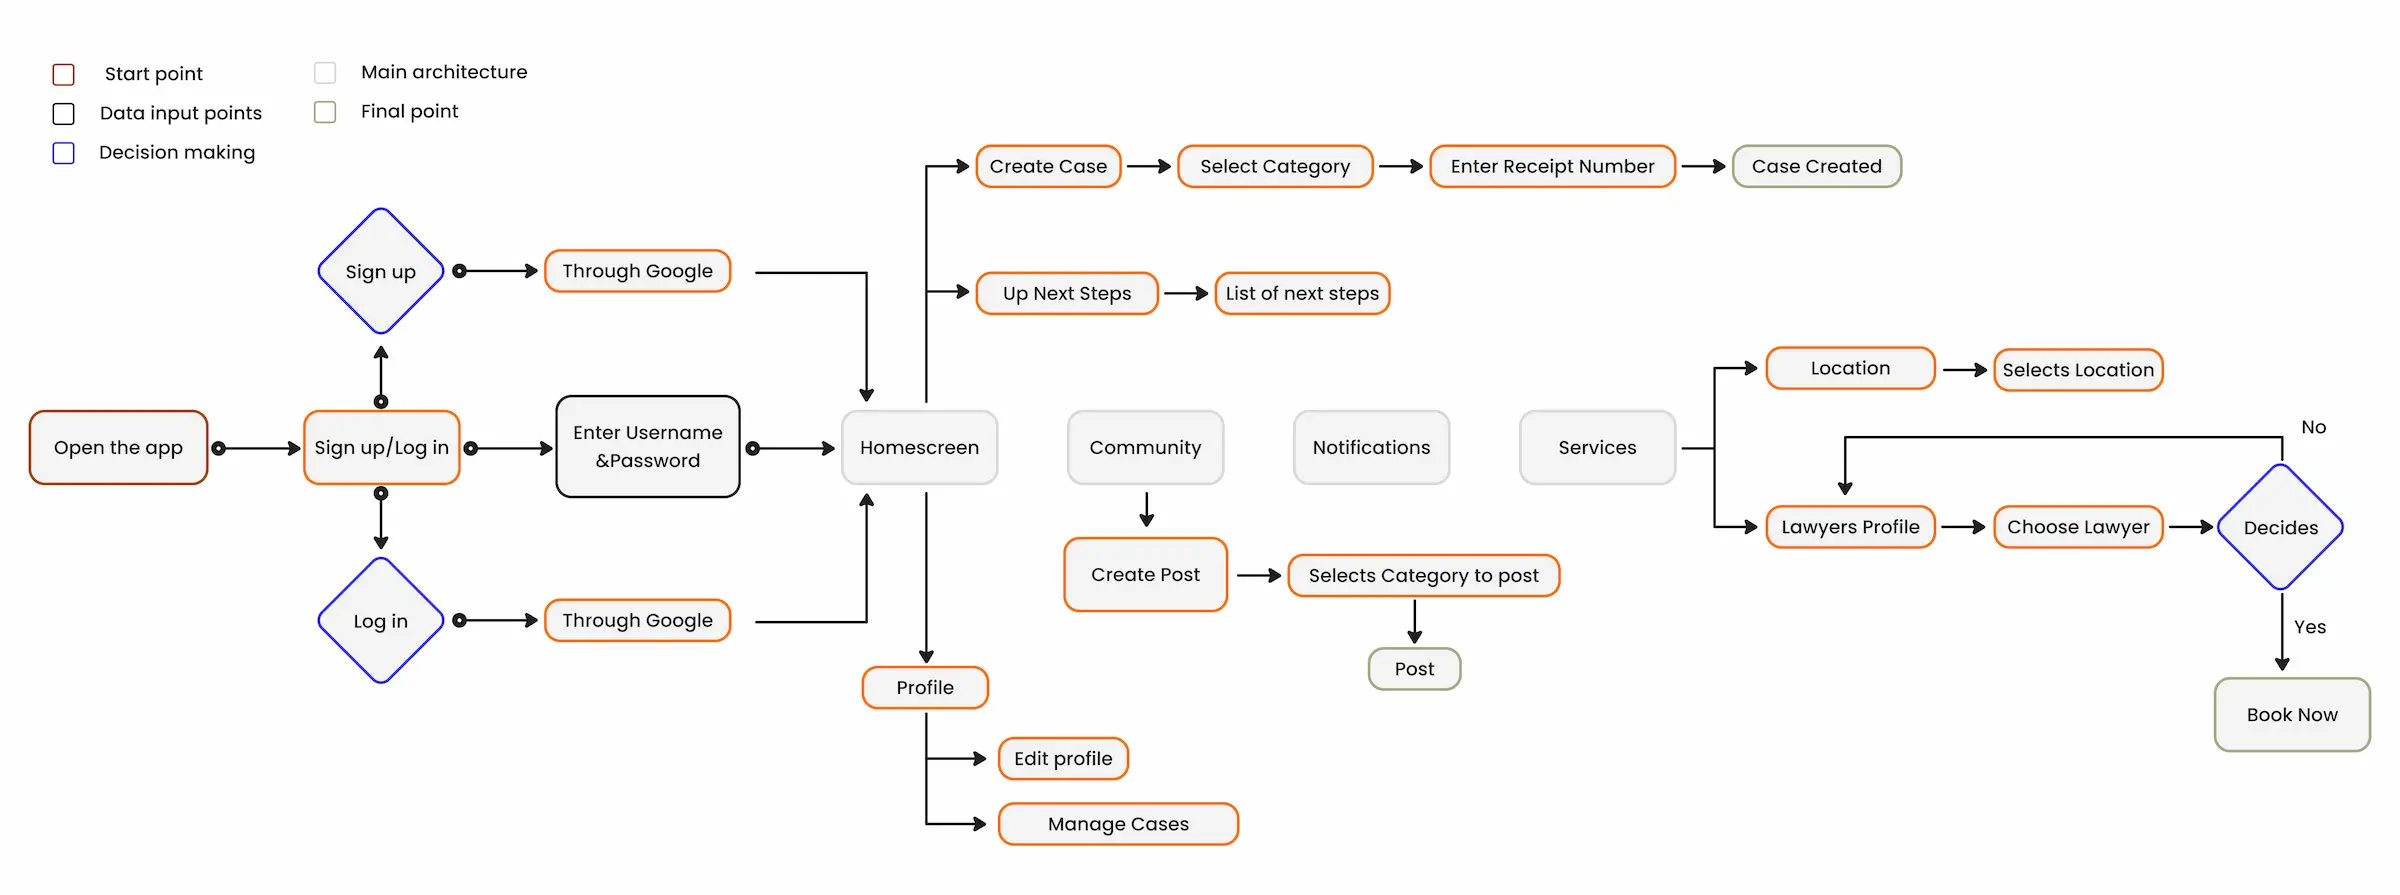 Start point
Data input points
Decision making
Main architecture
Final point
Create Case
Select Category
Enter Receipt Number
Case Created
Sign up
Through Google
Up Next Steps
List of next steps
Location
Selects Location
No
Open the app
Sign up/Log in
Enter Username
&Password
Homescreen
Community
Notifications
Services
Lawyers Profile
Choose Lawyer
Decides
Create Post
Selects Category to post
Log in
Through Google
Yes
Post
Profile
Book Now
Edit profile
Manage Cases